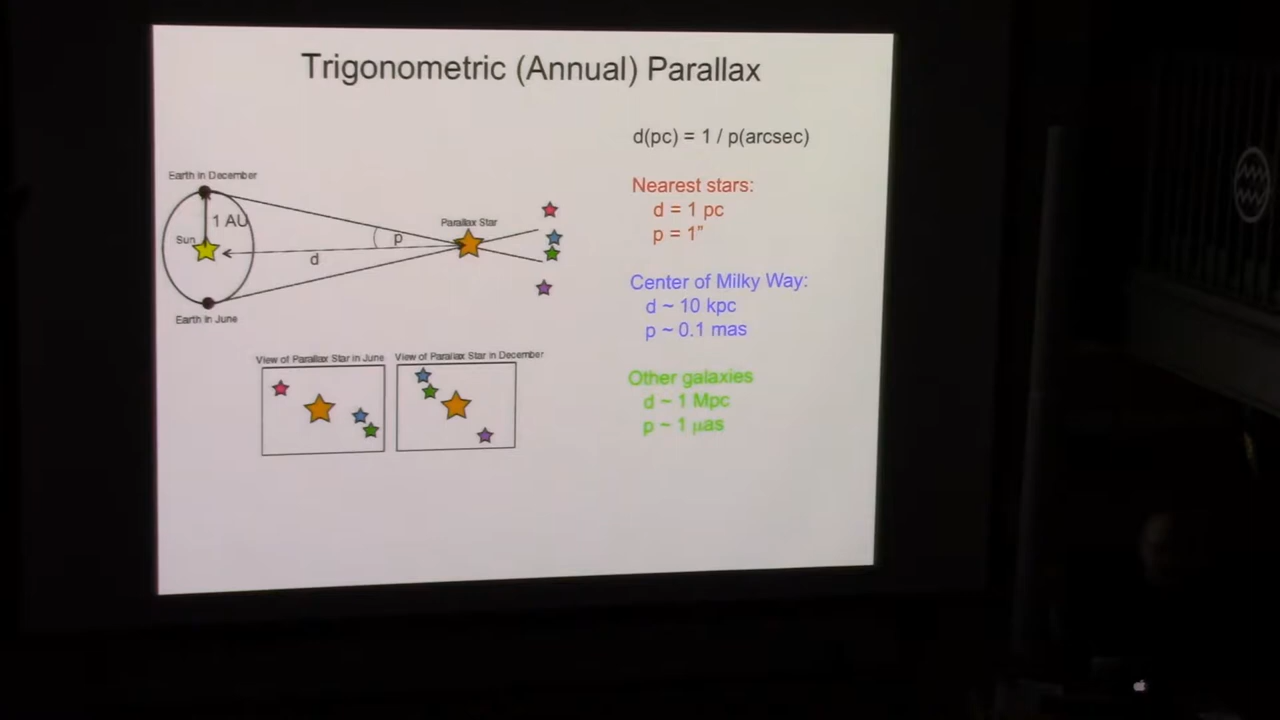 Trigonometric (Annual) Parallax
d(pc) = 1 / p(arcsec)
Earth in December
1 AU
Sun
Parallax Star
p
d
Earth in June
Nearest stars:
d = 1 pc
p = 1"
Center of Milky Way:
d ~ 10 kpc
p ~ 0.1 mas
View of Parallax Star in June
View of Parallax Star in December
Other galaxies
d ~ 1 Mpc
p ~ 1 μas